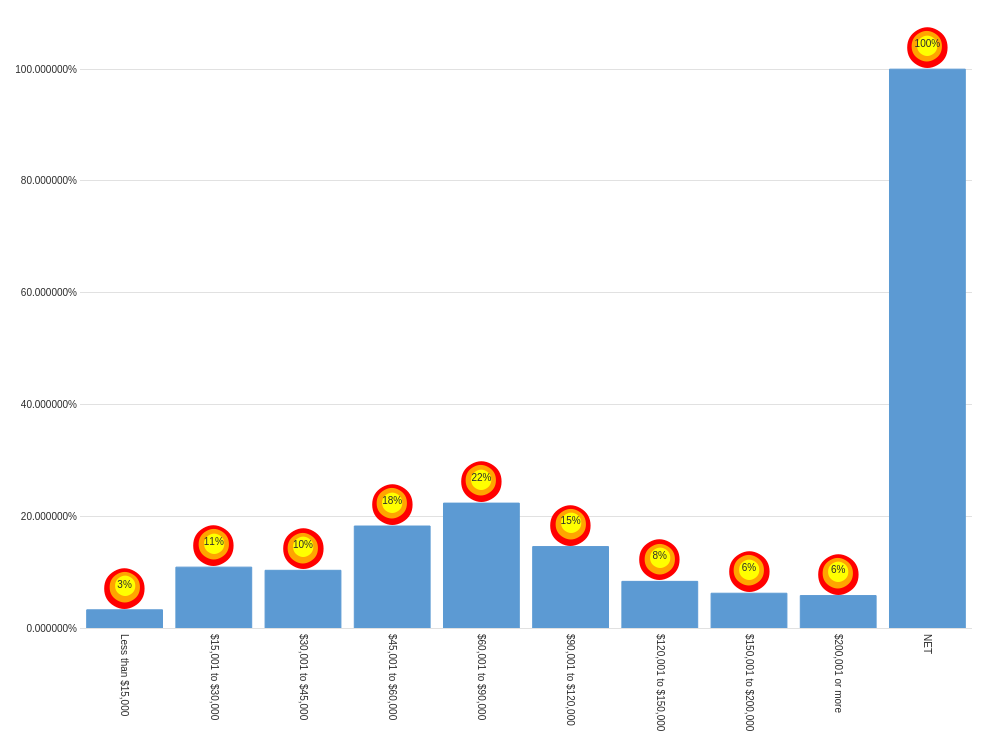 100%
100.000000%
80.000000%
60.000000%
40.000000%
22%
18%
20.000000%
15%
11%
10%
8%
6%
6%
3%
0.000000%
Less than $15,000
$15,001 to $30,000
$30,001 to $45,000
$45,001 to $60,000
$60,001 to $90,000
$90,001 to $120,000
$120,001 to $150,000
$150,001 to $200,000
$200,001 or more
NET